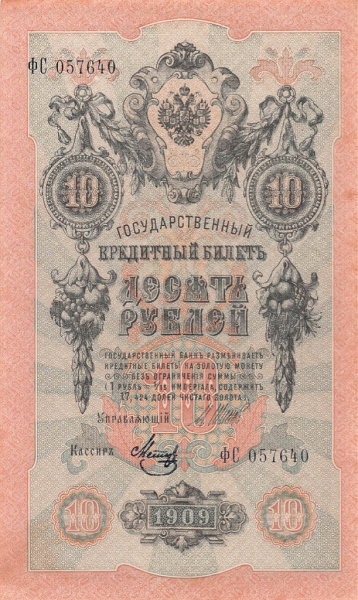 ФС 057640
10 10
ГОСУДАРСТВЕННЫЙ
КРЕДИТНЫЙ БИЛЕТЪ
ДЕСЯТЬ
РУБЛЕЙ
ГОСУДАРСТВЕННЫЙ БАНКЪ РАЗМѢНИВАЕТЪ
КРЕДИТНЫЕ БИЛЕТЫ НА ЗОЛОТУЮ МОНЕТУ
БЕЗЪ ОГРАНИЧЕНІЯ СУММЫ
(1 РУБЛЬ = 1/15 ИМПЕРІАЛА, СОДЕРЖИТЪ
17,424 ДОЛЕЙ ЧИСТАГО ЗОЛОТА)
10
Управляющій
Кассиръ
ФС 057640
10 1909 10